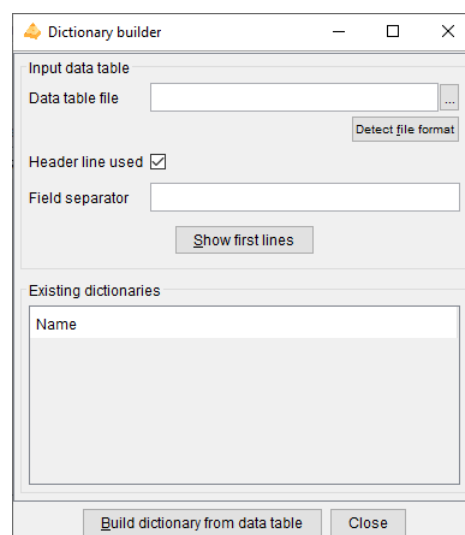 Dictionary builder
Input data table
Data table file
...
Detect file format
Header line used
Field separator
Show first lines
Existing dictionaries
Name
Build dictionary from data table Close